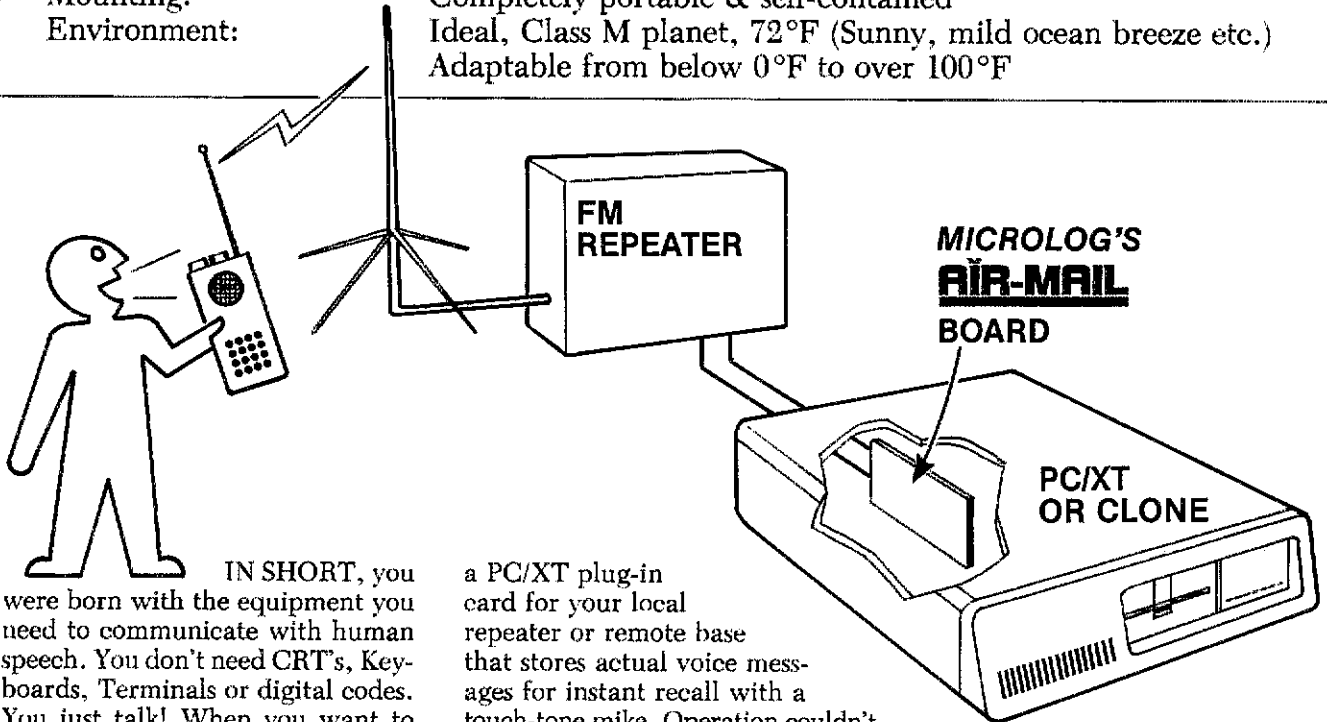 Mounting: Completely portable & self-contained
Environment: Ideal, Class M planet, 72°F (Sunny, mild ocean breeze etc.)
Adaptable from below 0°F to over 100°F
FM
REPEATER
MICROLOG'S
AIR-MAIL
BOARD
PC/XT
OR CLONE
IN SHORT, you
were born with the equipment you
need to communicate with human
speech. You don't need CRT's, Key-
boards, Terminals or digital codes.
You just talk! When you want to
a PC/XT plug-in
card for your local
repeater or remote base
that stores actual voice mess-
ages for instant recall with a
touch-tone mike. Operation couldn't